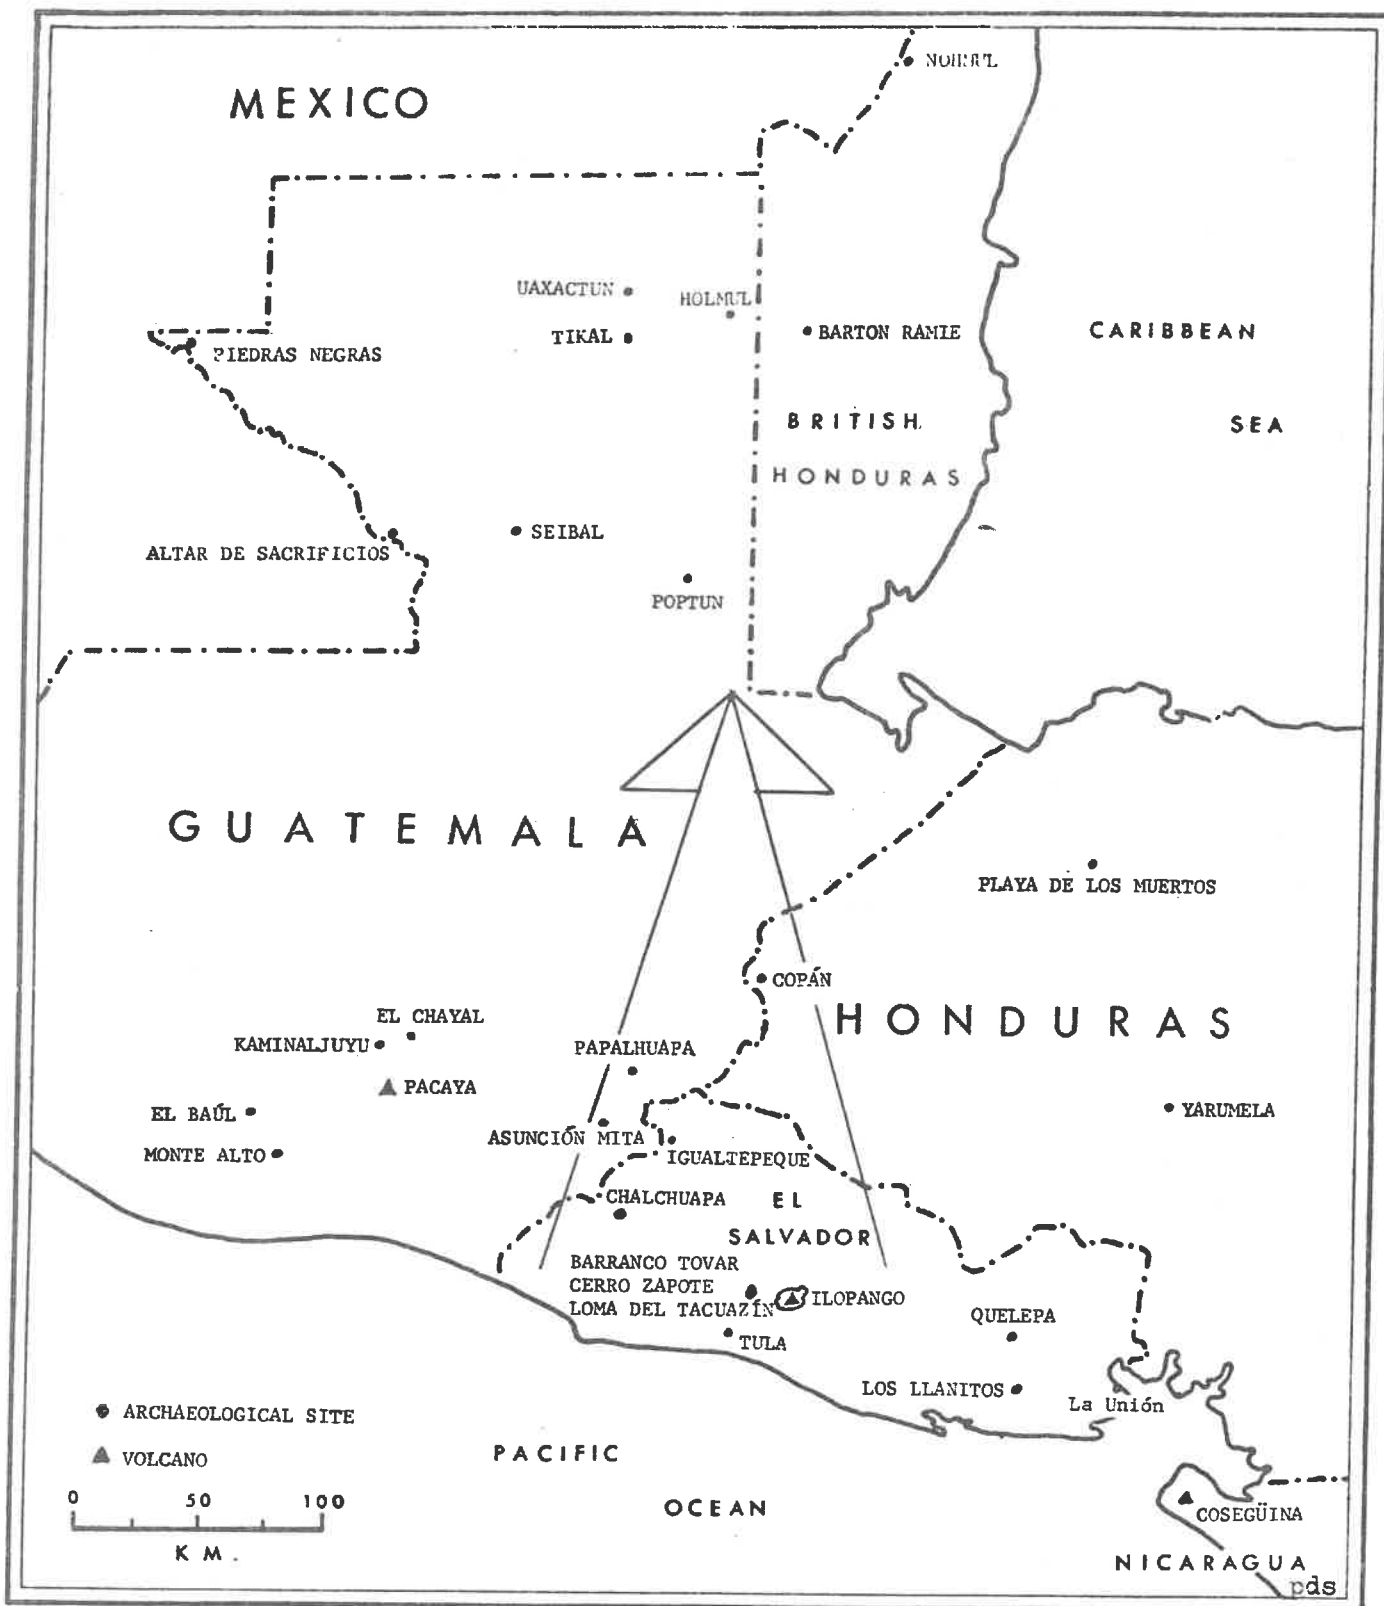 NOHMUL
MEXICO
UAXACTUN
HOLMUL
TIKAL
BARTON RAMIE
CARIBBEAN
PIEDRAS NEGRAS
BRITISH
SEA
HONDURAS
SEIBAL
ALTAR DE SACRIFICIOS
POPTUN
GUATEMALA
PLAYA DE LOS MUERTOS
COPÁN
EL CHAYAL
HONDURAS
KAMINALJUYU
PAPALHUAPA
PACAYA
EL BAÚL
YARUMELA
ASUNCIÓN MITA
MONTE ALTO
IGUALTEPEQUE
CHALCHUAPA
EL
SALVADOR
BARRANCO TOVAR
CERRO ZAPOTE
LOMA DEL TACUAZÍN
ILOPANGO
QUELEPA
TULA
LOS LLANITOS
La Unión
ARCHAEOLOGICAL SITE
VOLCANO
PACIFIC
0 50 100
OCEAN
COSEGÜINA
KM.
NICARAGUA
pds